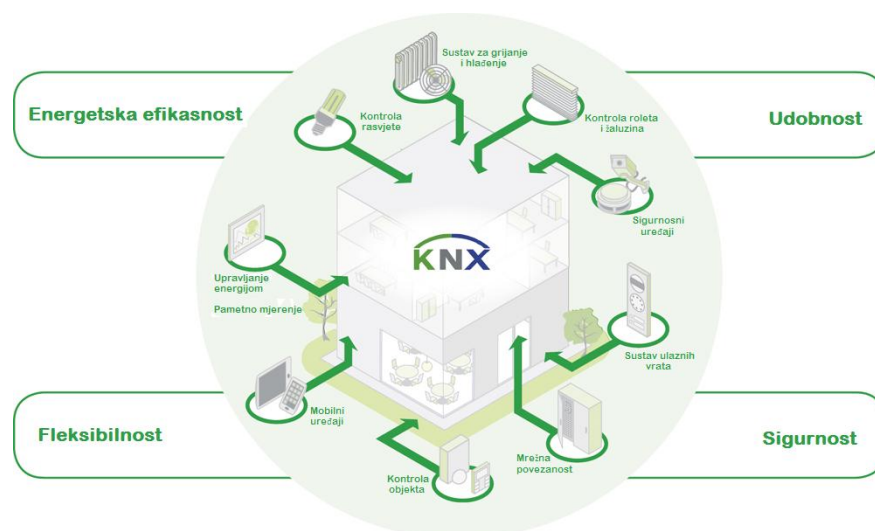 Sustav za grijanje
i hlađenje
Energetska efikasnost
Kontrola
rasvjete
Kontrola roleta
i žaluzina
Udobnost
Sigurnosni
uređaji
KNX
Upravljanje
energijom
Pametno mjerenje
Sustav ulaznih
vrata
Mobilni
uređaji
Fleksibilnost
Mrežna
povezanost
Sigurnost
Kontrola
objekta